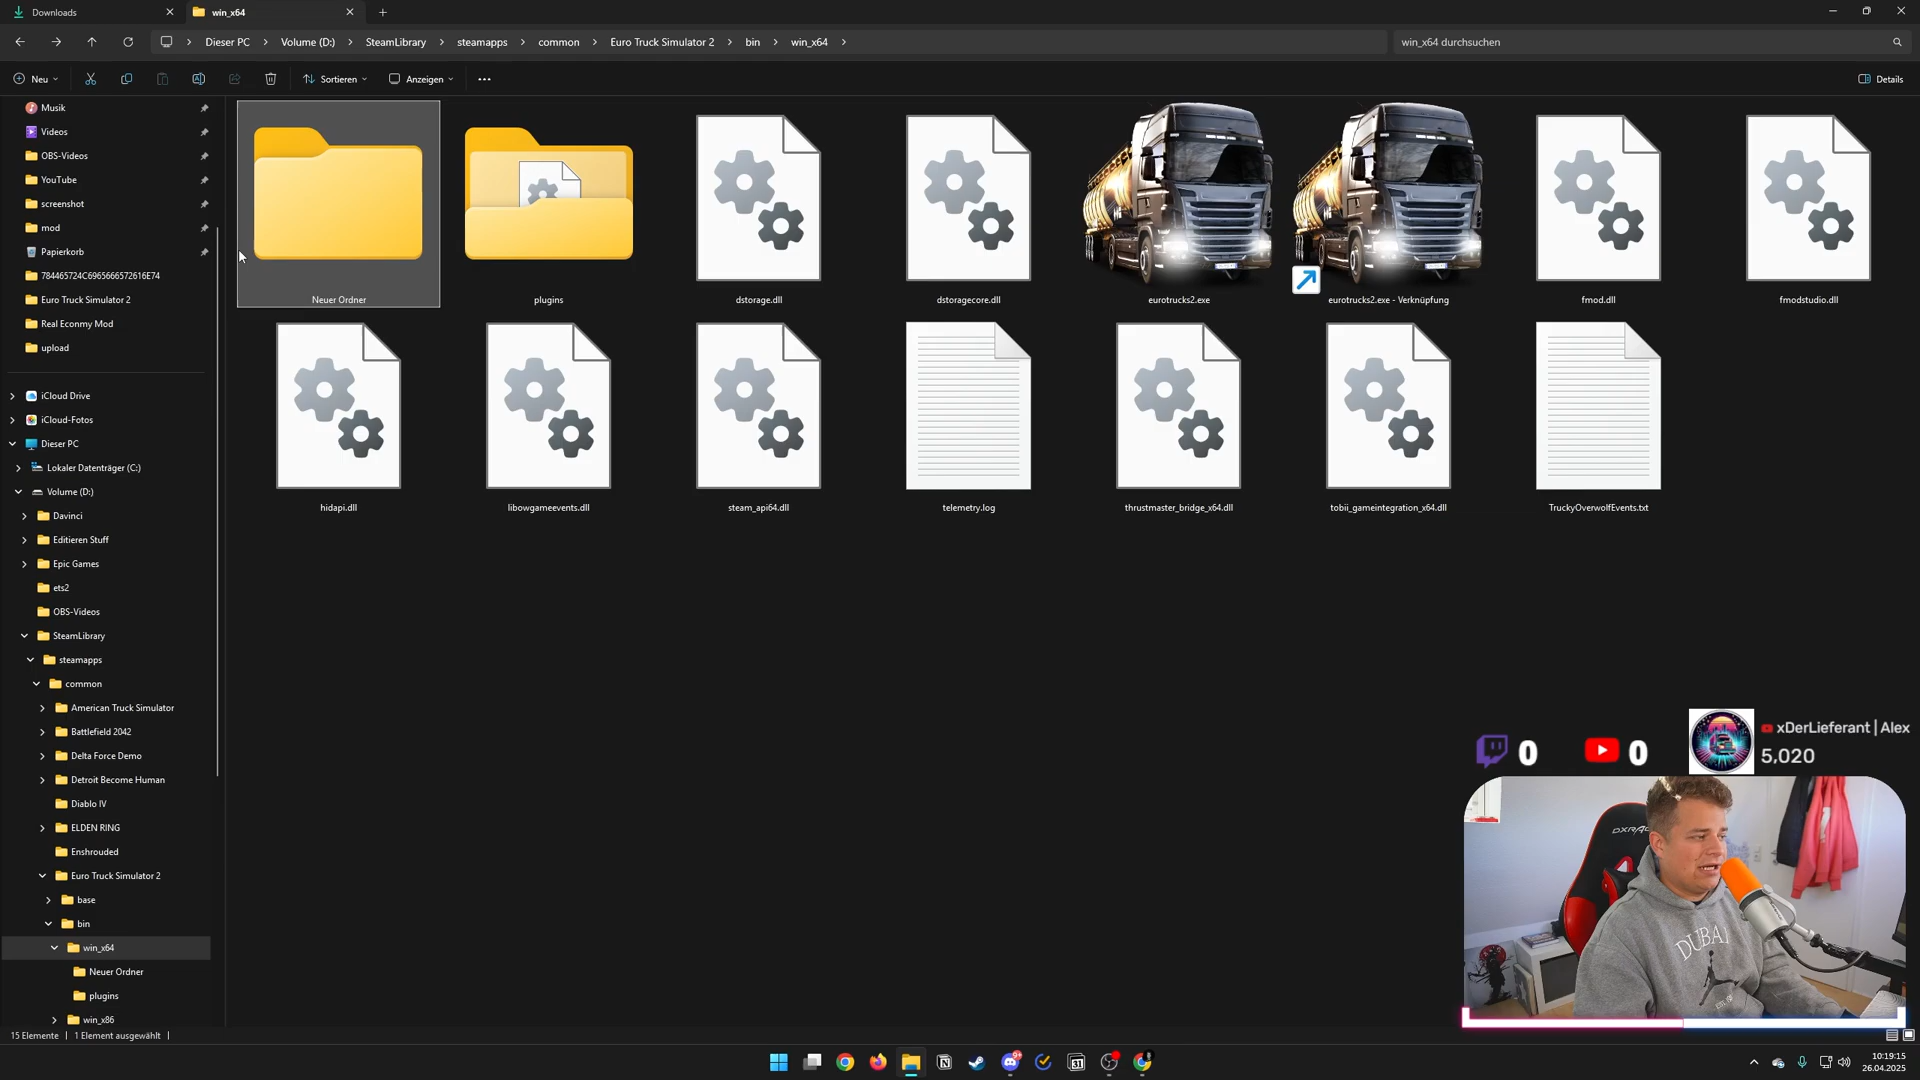 Downloads
win_x64
Dieser PC
Volume (D:)
SteamLibrary
steamapps
common
Euro Truck Simulator 2
bin
win_x64
win_x64 durchsuchen
Neu
Sortieren
Anzeigen
Details
Musik
Videos
OBS-Videos
YouTube
screenshot
mod
Papierkorb
784465724C6965666572616E74
Euro Truck Simulator 2
Real Econmy Mod
upload
iCloud Drive
iCloud-Fotos
Dieser PC
Lokaler Datenträger (C:)
Volume (D:)
Davinci
Editieren Stuff
Epic Games
ets2
OBS-Videos
SteamLibrary
steamapps
common
American Truck Simulator
Battlefield 2042
Delta Force Demo
Detroit Become Human
Diablo IV
ELDEN RING
Enshrouded
Euro Truck Simulator 2
base
bin
win_x64
Neuer Ordner
plugins
win_x86
Neuer Ordner
plugins
dstorage.dll
dstoragecore.dll
eurotrucks2.exe
eurotrucks2.exe - Verknüpfung
fmod.dll
fmodstudio.dll
hidapi.dll
libowgameevents.dll
steam_api64.dll
telemetry.log
thrustmaster_bridge_x64.dll
tobii_gameintegration_x64.dll
TruckyOverwolfEvents.txt
0
0
xDerLieferant | Alex
5,020
DUBAI
15 Elemente
1 Element ausgewählt
31
10:19:15
26.04.2025